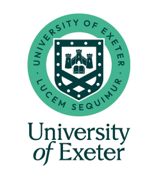 UNIVERSITY OF EXETER
LUCEM SEQUIMUR
University
of Exeter